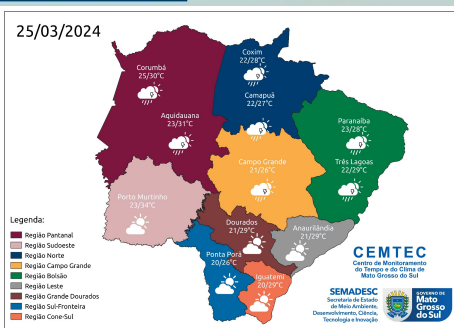 25/03/2024
Corumbá
25/30°C
Aquidauana
23/31°C
Coxim
22/28°C
Camapuã
22/27°C
Paranaíba
23/28°C
Três Lagoas
22/29°C
Campo Grande
21/26°C
Porto Murtinho
23/34°C
Dourados
21/29°C
Anaurilândia
21/29°C
Ponta Porã
20/26°C
Iguatemi
20/29°C
Legenda:
Região Pantanal
Região Sudoeste
Região Norte
Região Campo Grande
Região Bolsão
Região Leste
Região Grande Dourados
Região Sul-Fronteira
Região Cone-Sul
CEMTEC
Centro de Monitoramento
do Tempo e do Clima de
Mato Grosso do Sul
SEMADESC
Secretaria de Estado
de Meio Ambiente,
Desenvolvimento, Ciência,
Tecnologia e Inovação
GOVERNO DE
Mato
Grosso
do Sul